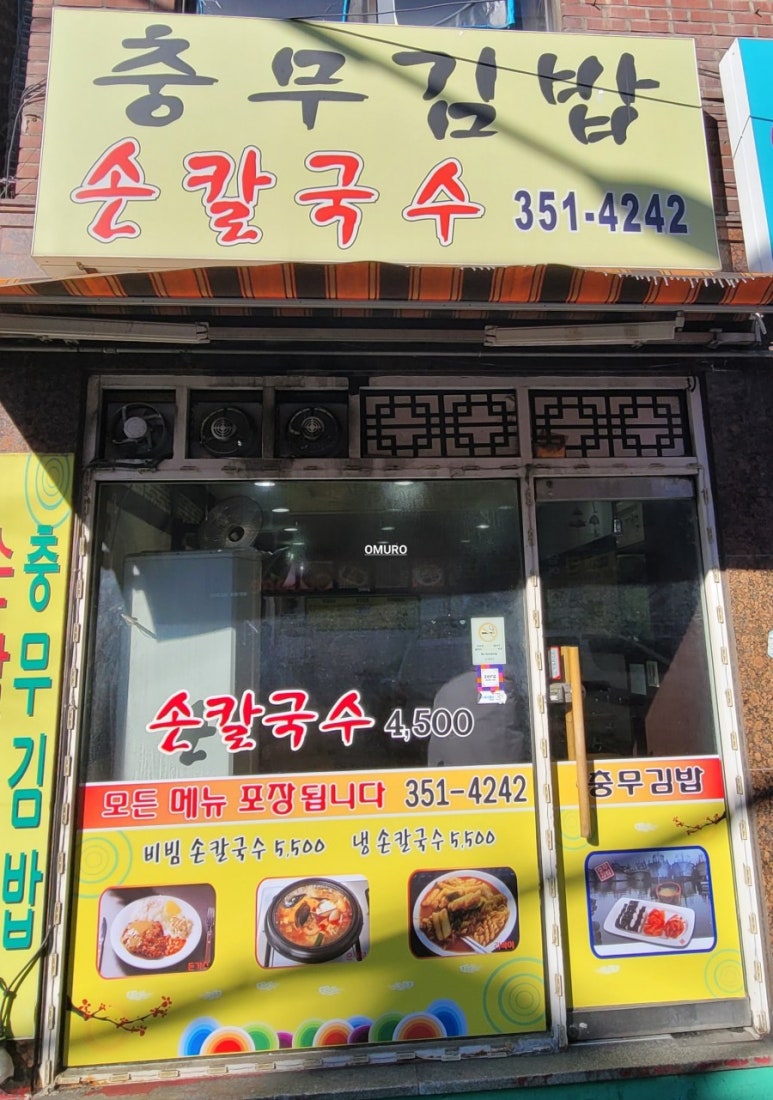 충무김밥
손칼국수 351-4242
OMURO
충무김밥
손칼국수 4,500
모든 메뉴 포장됩니다 351-4242
충무김밥
비빔 손칼국수 5,500 냉 손칼국수 5,500